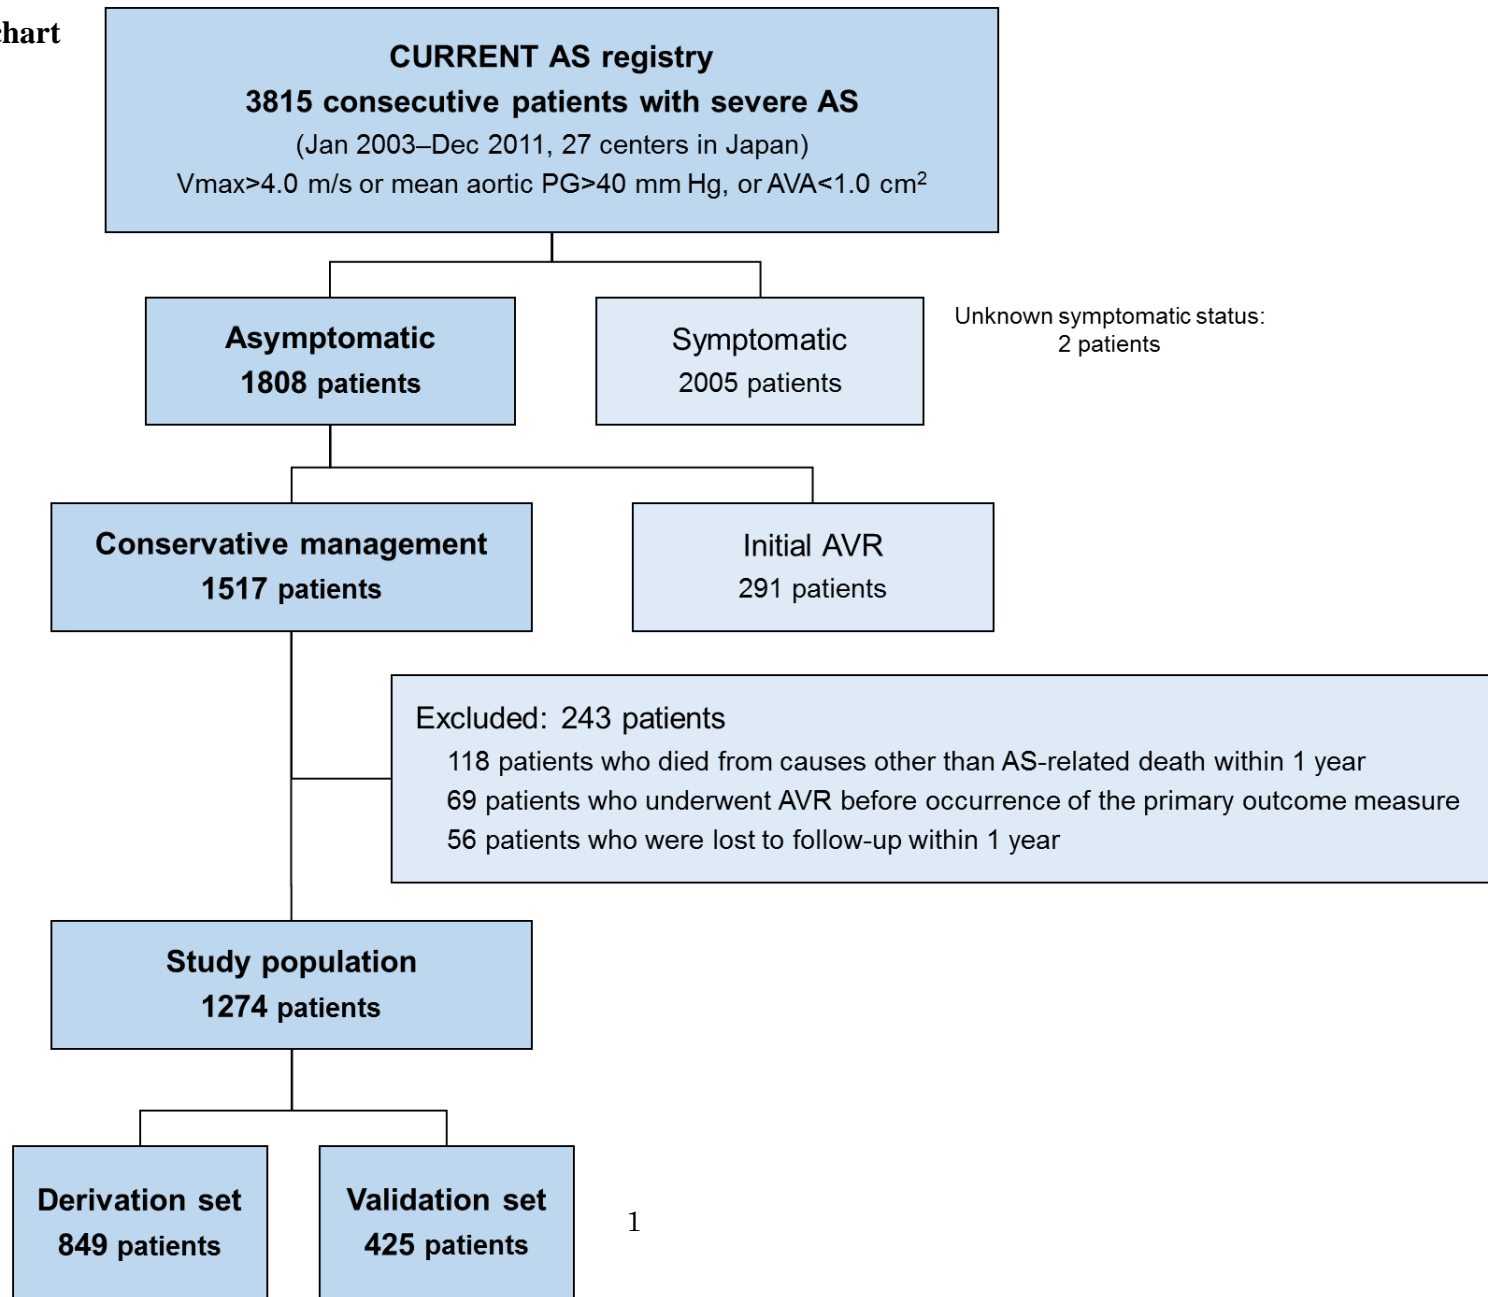 chart
CURRENT AS registry
3815 consecutive patients with severe AS
(Jan 2003–Dec 2011, 27 centers in Japan)
Vmax>4.0 m/s or mean aortic PG>40 mm Hg, or AVA<1.0 cm²
Asymptomatic
1808 patients
Symptomatic
2005 patients
Unknown symptomatic status:
2 patients
Conservative management
1517 patients
Initial AVR
291 patients
Excluded: 243 patients
118 patients who died from causes other than AS-related death within 1 year
69 patients who underwent AVR before occurrence of the primary outcome measure
56 patients who were lost to follow-up within 1 year
Study population
1274 patients
Derivation set
849 patients
Validation set
425 patients
1